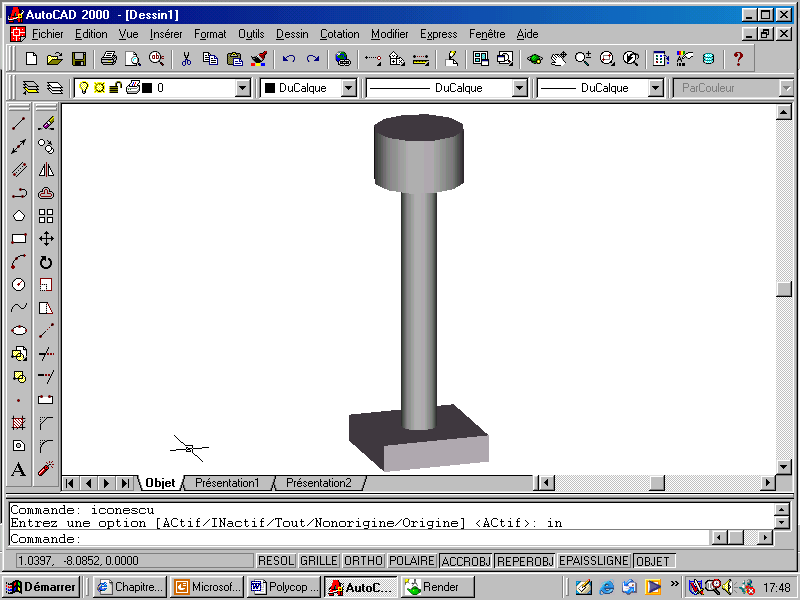 AutoCAD 2000 - [Dessin1]
Fichier Edition Vue Insérer Format Outils Dessin Cotation Modifier Express Fenêtre Aide
0 DuCalque DuCalque DuCalque ParCouleur
A
Objet Présentation1 Présentation2
Commande: iconescu
Entrez une option [ACtif/INactif/Tout/Nonorigine/Origine] <ACtif>: in
Commande:
1.0397, -8.0852, 0.0000 RESOL GRILLE ORTHO POLAIRE ACCROBJ REPEROBJ EPAISSLIGNE OBJET
Démarrer Chapitre... Microsof... Polycop ... AutoC... Render » 17:48